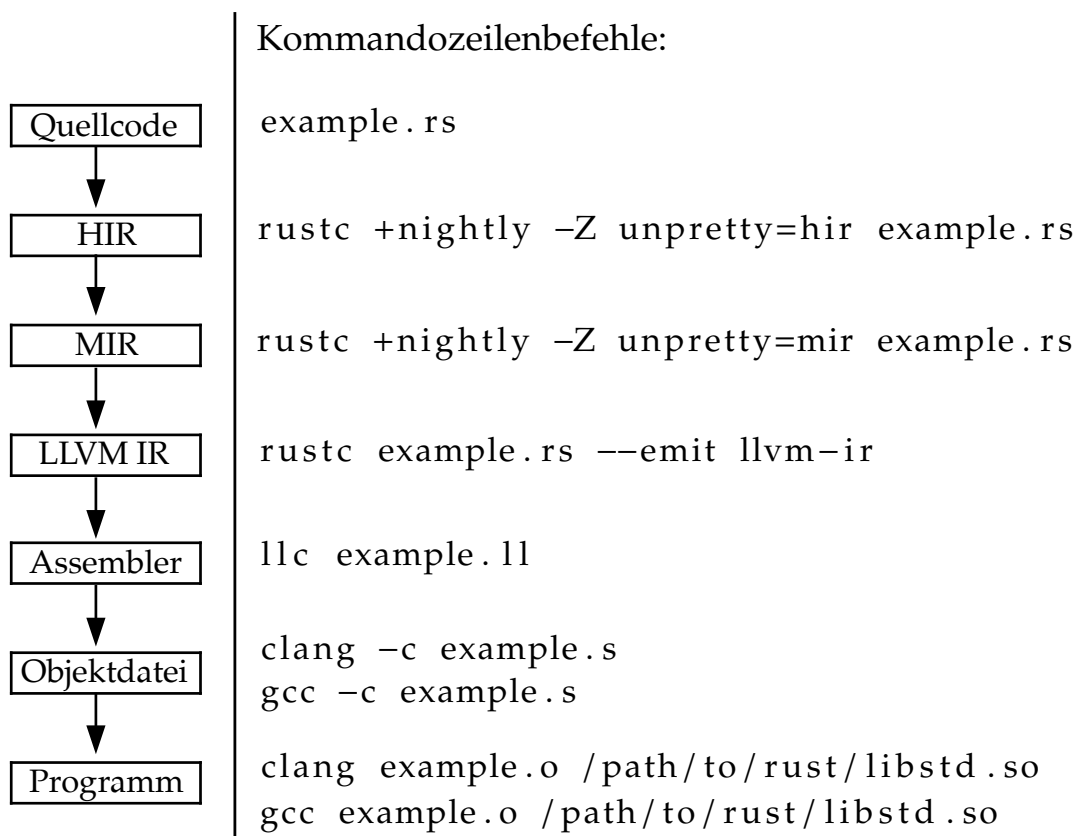 Kommandozeilenbefehle:
Quellcode example.rs
HIR rustc +nightly −Z unpretty=hir example.rs
MIR rustc +nightly −Z unpretty=mir example.rs
LLVM IR rustc example.rs −−emit llvm−ir
Assembler llc example.ll
clang −c example.s
Objektdatei
gcc −c example.s
clang example.o /path/to/rust/libstd.so
Programm
gcc example.o /path/to/rust/libstd.so